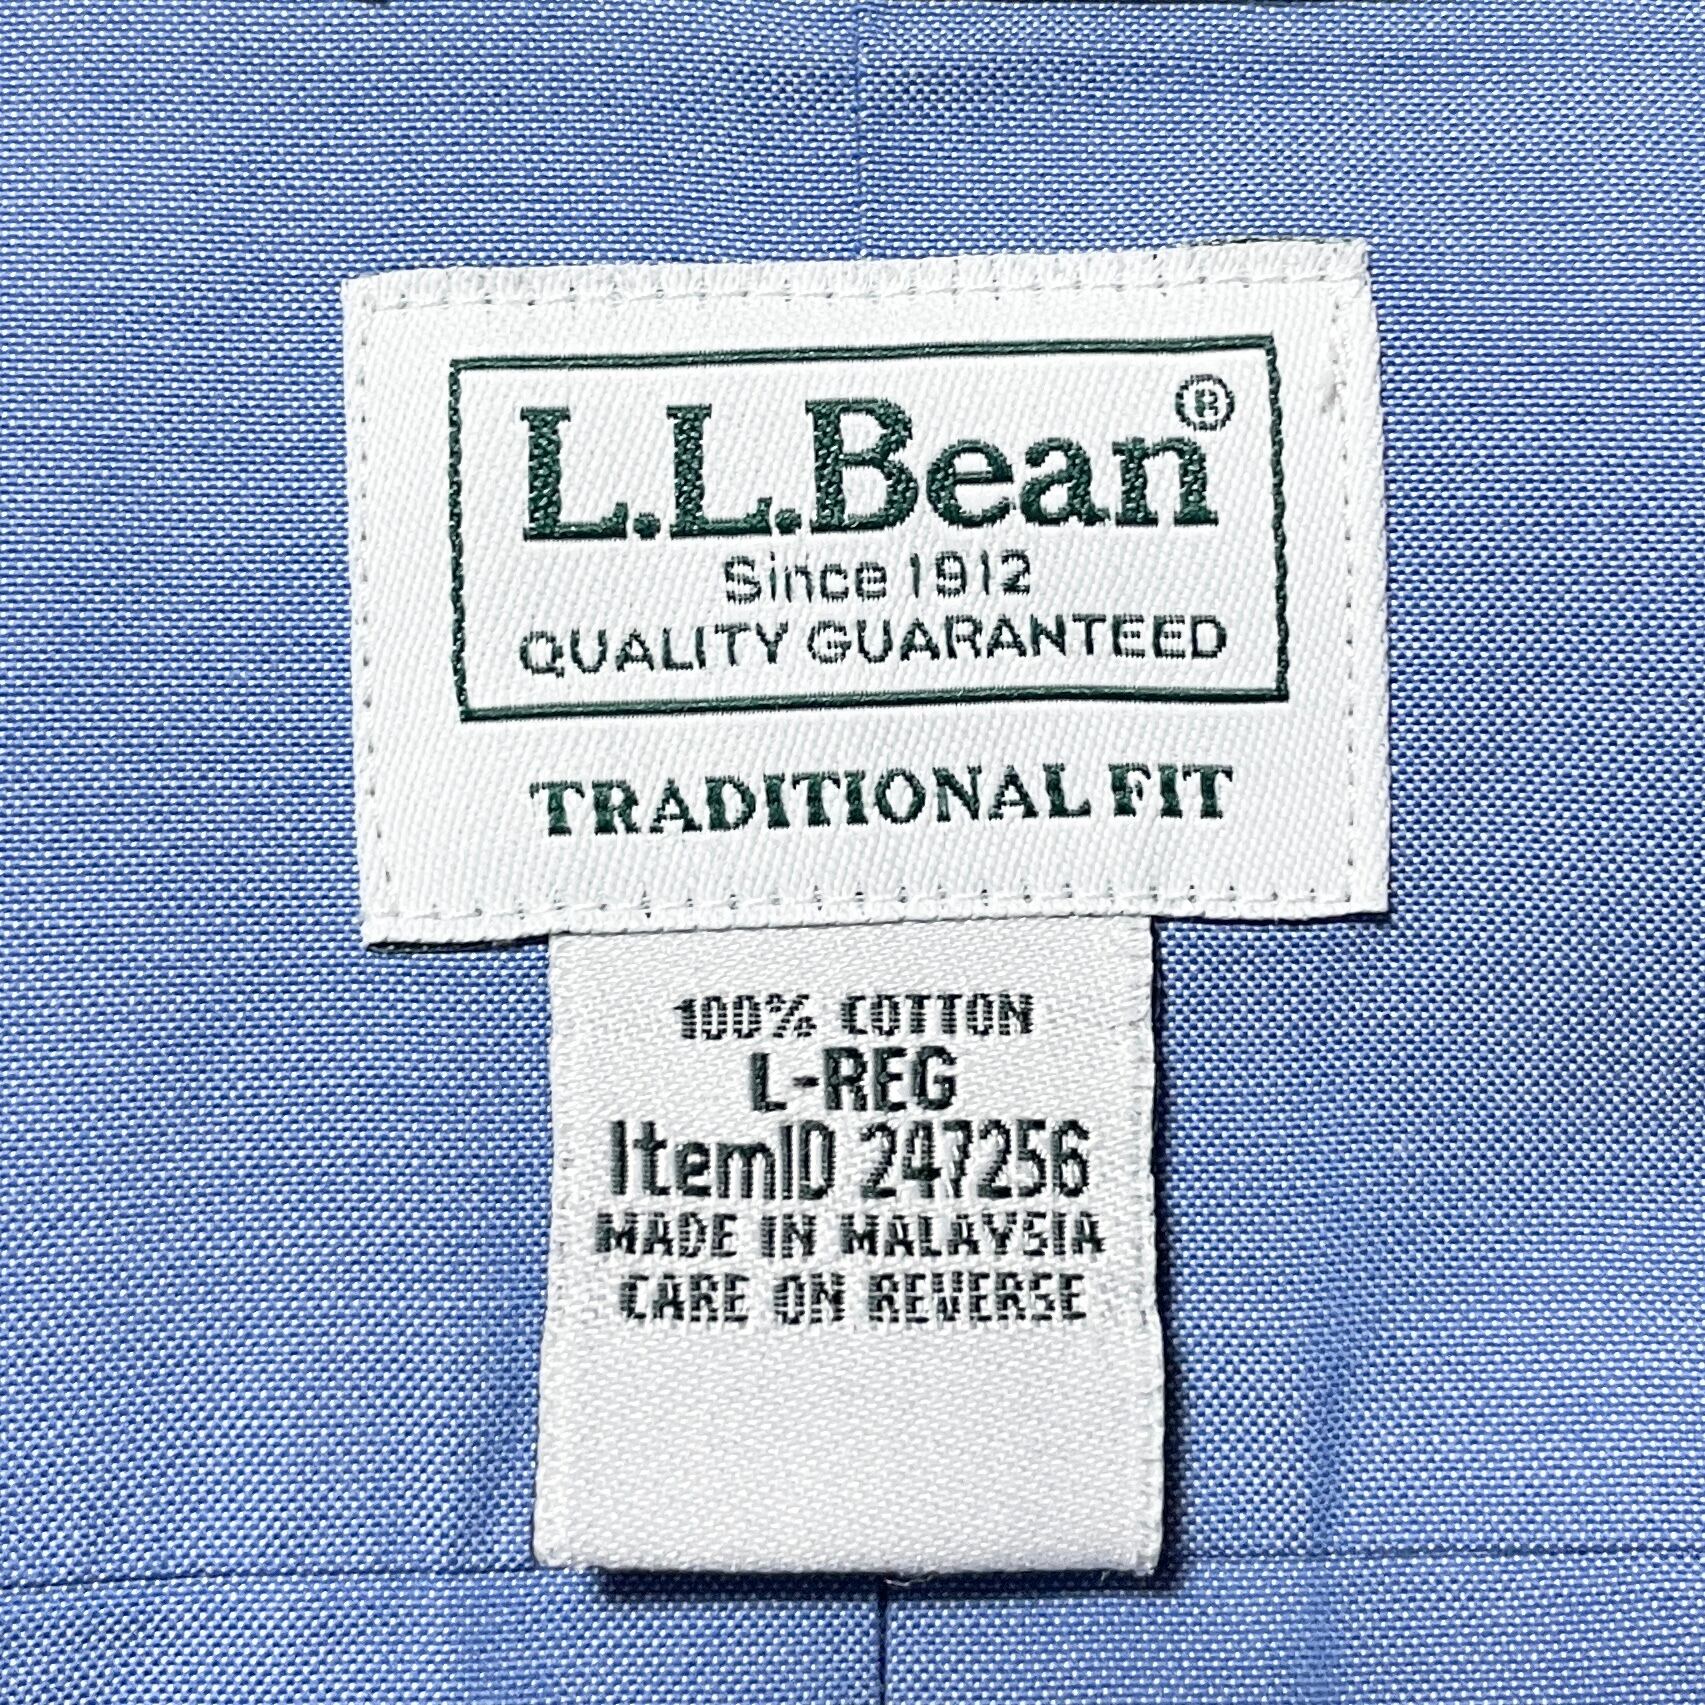 L.L.Bean®
Since 1912
QUALITY GUARANTEED
TRADITIONAL FIT
100% COTTON
L-REG
ItemID 247256
MADE IN MALAYSIA
CARE ON REVERSE